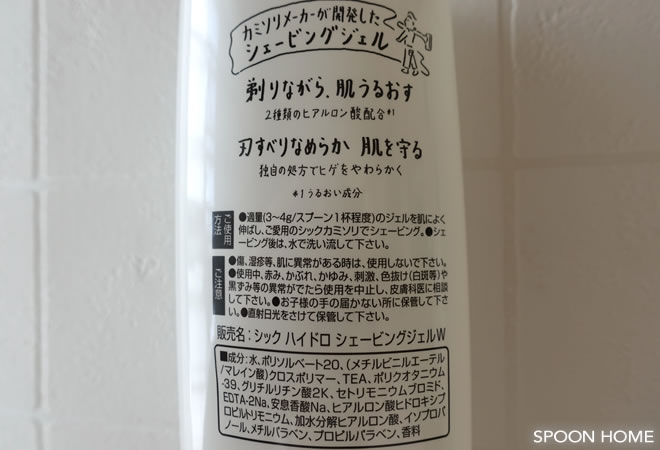 カミソリメーカーが開発した
シェービングジェル
剃りながら、肌うるおす
2種類のヒアルロン酸配合*1
刃すべりなめらか 肌を守る
独自の処方でヒゲをやわらかく
*1 うるおい成分
ご使用方法
●適量(3~4g/スプーン1杯程度)のジェルを肌によく
伸ばし、ご愛用のシックカミソリでシェービング。●シェ
ービング後は、水で洗い流して下さい。
ご注意
●傷、湿疹等、肌に異常がある時は、使用しないで下さい。
●使用中、赤み、かぶれ、かゆみ、刺激、色抜け(白斑等)や
黒ずみ等の異常がでたら使用を中止し、皮膚科医に相談
して下さい。●お子様の手の届かない所に保管して下さ
い。●直射日光をさけて保管して下さい。
販売名:シック ハイドロ シェービングジェルW
■成分:水、ポリソルベート20、(メチルビニルエーテル
/マレイン酸)クロスポリマー、TEA、ポリクオタニウム
-39、グリチルリチン酸2K、セトリモニウムブロミド、
EDTA-2Na、安息香酸Na、ヒアルロン酸ヒドロキシプ
ロピルトリモニウム、加水分解ヒアルロン酸、イソプロパ
ノール、メチルパラベン、プロピルパラベン、香料
SPOON HOME